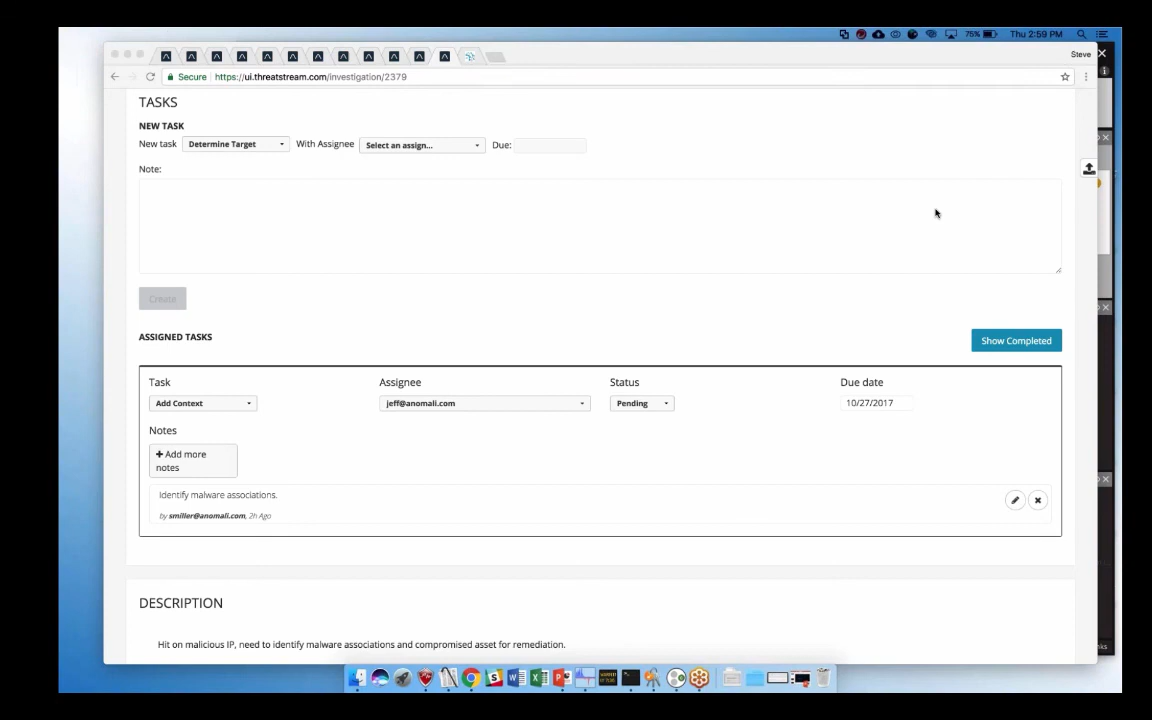 75% Thu 2:59 PM
Steve
Secure https://ui.threatstream.com/investigation/2379
TASKS
NEW TASK
New task Determine Target With Assignee Select an assign... Due:
Note:
Create
ASSIGNED TASKS Show Completed
Task Assignee Status Due date
Add Context jeff@anomali.com Pending 10/27/2017
Notes
+ Add more
notes
Identify malware associations.
by smiller@anomali.com, 2h Ago
DESCRIPTION
Hit on malicious IP, need to identify malware associations and compromised asset for remediation.